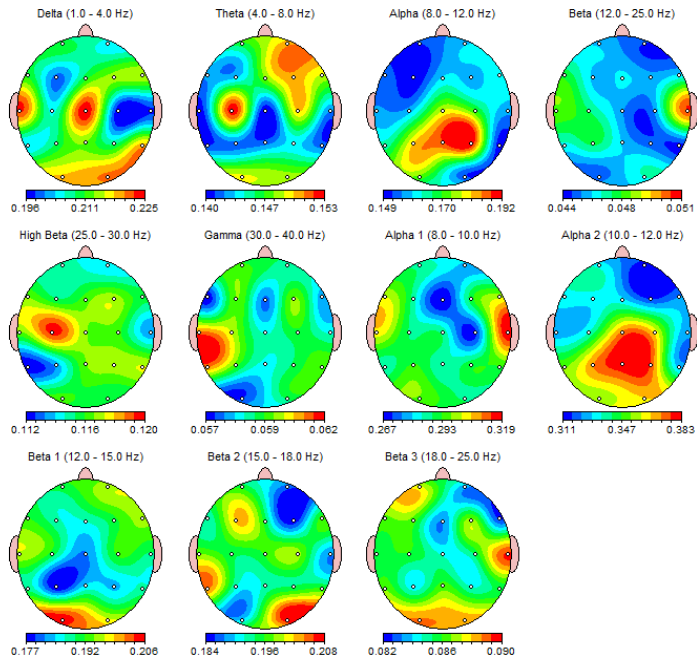 Delta (1.0 - 4.0 Hz) Theta (4.0 - 8.0 Hz) Alpha (8.0 - 12.0 Hz) Beta (12.0 - 25.0 Hz)
0.196 0.211 0.225 0.140 0.147 0.153 0.149 0.170 0.192 0.044 0.048 0.051
High Beta (25.0 - 30.0 Hz) Gamma (30.0 - 40.0 Hz) Alpha 1 (8.0 - 10.0 Hz) Alpha 2 (10.0 - 12.0 Hz)
0.112 0.116 0.120 0.057 0.059 0.062 0.267 0.293 0.319 0.311 0.347 0.383
Beta 1 (12.0 - 15.0 Hz) Beta 2 (15.0 - 18.0 Hz) Beta 3 (18.0 - 25.0 Hz)
0.177 0.192 0.206 0.184 0.196 0.208 0.082 0.086 0.090